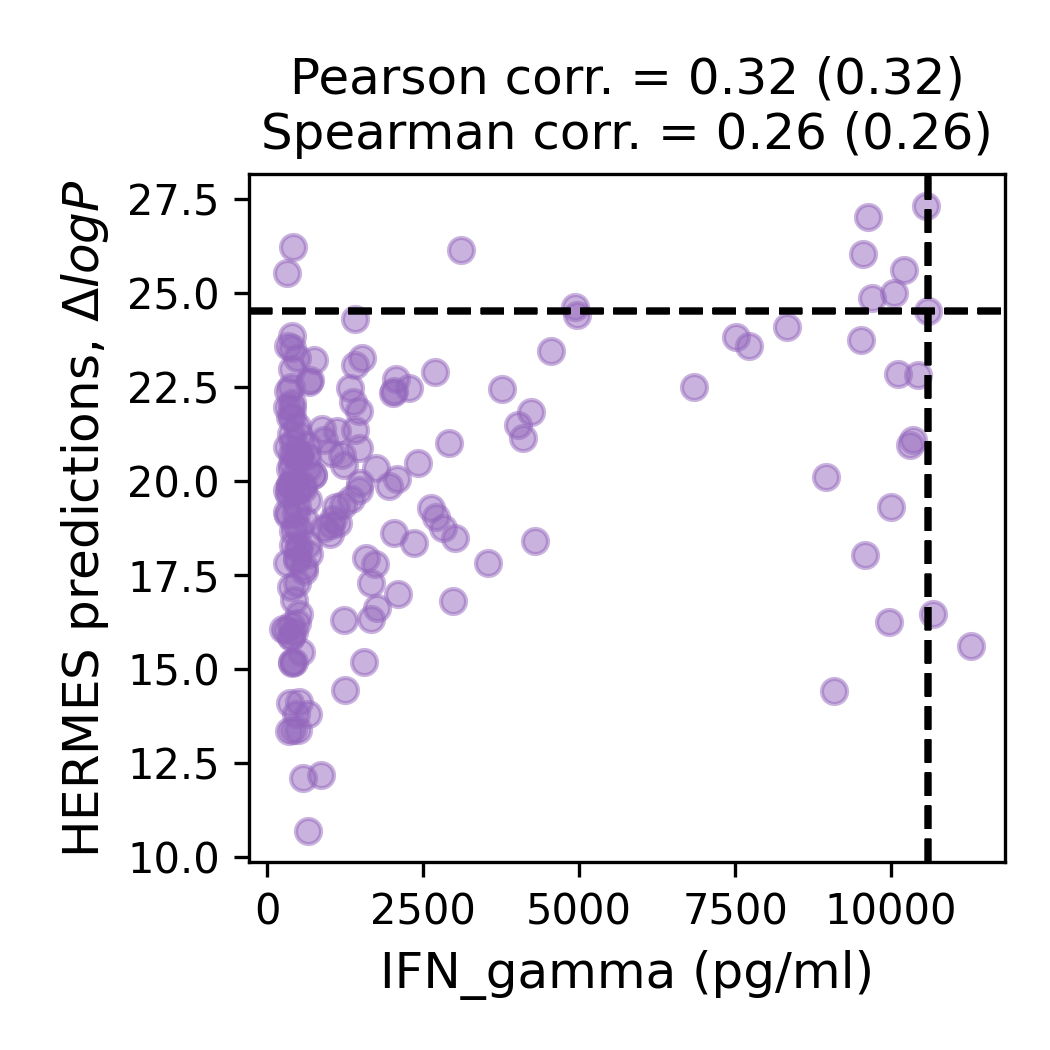 Pearson corr. = 0.32 (0.32)
Spearman corr. = 0.26 (0.26)
HERMES predictions, ΔlogP
27.5
25.0
22.5
20.0
17.5
15.0
12.5
10.0
0 2500 5000 7500 10000
IFN_gamma (pg/ml)